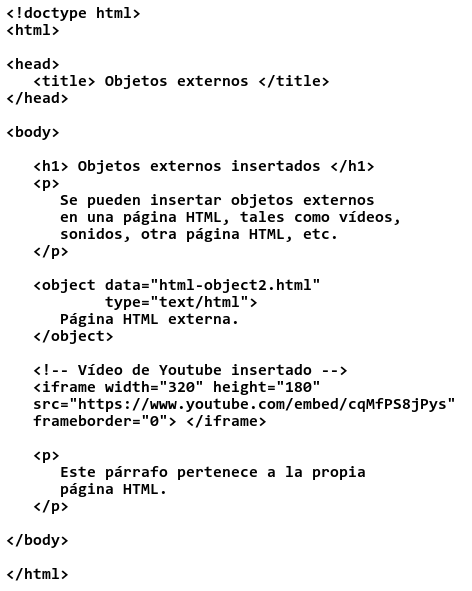 <!doctype html>
<html>

<head>
   <title> Objetos externos </title>
</head>

<body>

   <h1> Objetos externos insertados </h1>
   <p>
      Se pueden insertar objetos externos
      en una página HTML, tales como vídeos,
      sonidos, otra página HTML, etc.
   </p>

   <object data="html-object2.html"
           type="text/html">
      Página HTML externa.
   </object>

   <!-- Vídeo de Youtube insertado -->
   <iframe width="320" height="180"
   src="https://www.youtube.com/embed/cqMfPS8jPys"
   frameborder="0"> </iframe>

   <p>
      Este párrafo pertenece a la propia
      página HTML.
   </p>

</body>

</html>